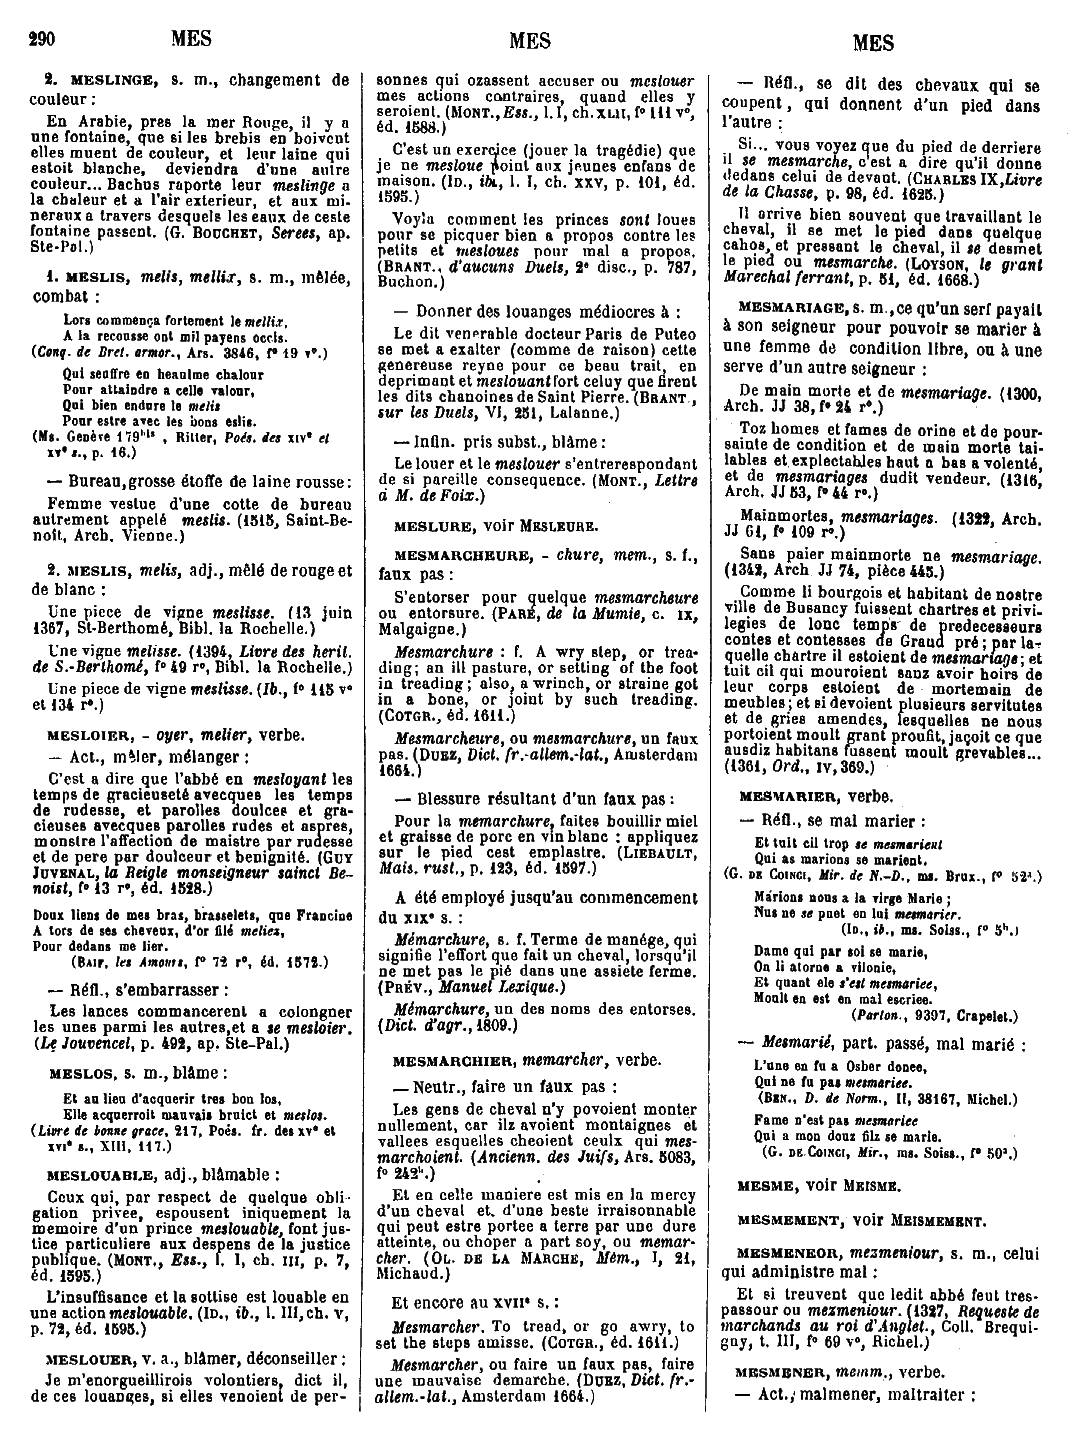 290 MES MES MES
2. MESLINGE, s. m., changement de
couleur :
En Arabie, pres la mer Rouge, il y a
une fontaine, que si les brebis en boivent
elles muent de couleur, et leur laine qui
estoit blanche, deviendra d'une autre
couleur... Bachus raporte leur meslinge a
la chaleur et a l'air exterieur, et aux mi-
neraux a travers desquels les eaux de ceste
fontaine passent. (G. BOUCHET, Serees, ap.
Ste-Pal.)
1. MESLIS, melis, mellix, s. m., mêlée,
combat :
Lors commença fortement le mellix,
A la recousse ont mil payens occis.
(Conq. de Bret. armor., Ars. 3846, f° 19 v°.)
Qui seuffre en heaulme chalour
Pour attaindre a celle valour,
Qui bien endure le melis
Pour estre avec les bons eslis.
(Ms. Genève 179bis , Ritter, Poés. des XIVe et
XVe s., p. 16.)
— Bureau, grosse étoffe de laine rousse :
Femme vestue d'une cotte de bureau
autrement appelé meslis. (1515, Saint-Be-
noît, Arch. Vienne.)
2. MESLIS, melis, adj., mêlé de rouge et
de blanc :
Une piece de vigne meslisse. (13 juin
1367, St-Berthomé, Bibl. la Rochelle.)
Une vigne melisse. (1394, Livre des herit.
de S.-Berthomé, f° 49 r°, Bibl. la Rochelle.)
Une piece de vigne meslisse. (Ib., f° 115 v°
et 134 r°.)
MESLOIER, - oyer, melier, verbe.
— Act., mêler, mélanger :
C'est a dire que l'abbé en mesloyant les
temps de gracieuseté avecques les temps
de rudesse, et parolles doulces et gra-
cieuses avecques parolles rudes et aspres,
monstre l'affection de maistre par rudesse
et de pere par doulceur et benignité. (GUY
JUVENAL, la Reigle monseigneur sainct Be-
noist, f° 13 r°, éd. 1528.)
Doux liens de mes bras, brasselets, que Francine
A tors de ses cheveux, d'or filé meliez,
Pour dedans me lier.
(BAIF, les Amours, f° 72 r°, éd. 1572.)
— Réfl., s'embarrasser :
Les lances commancerent a colongner
les unes parmi les autres, et a se mesloier.
(Le Jouvencel, p. 492, ap. Ste-Pal.)
MESLOS, s. m., blâme :
Et au lieu d'acquerir tres bon los,
Elle acquerroit mauvais bruict et meslos.
(Livre de bonne grace, 217, Poés. fr. des XVe et
XVIe s., XIII, 117.)
MESLOUABLE, adj., blâmable :
Ceux qui, par respect de quelque obli-
gation privee, espousent iniquement la
memoire d'un prince meslouable, font jus-
tice particuliere aux despens de la justice
publique. (MONT., Ess., l. I, ch. III, p. 7,
éd. 1595.)
L'insuffisance et la sottise est louable en
une action meslouable. (ID., ib., l. III, ch. V,
p. 72, éd. 1595.)
MESLOUER, v. a., blâmer, déconseiller :
Je m'enorgueillirois volontiers, dict il,
de ces louanges, si elles venoient de per-
sonnes qui ozassent accuser ou meslouer
mes actions contraires, quand elles y
seroient. (MONT., Ess., l. I, ch. XLII, f° 111 v°,
éd. 1588.)
C'est un exercice (jouer la tragédie) que
je ne mesloue point aux jeunes enfans de
maison. (ID., ib., l. I, ch. XXV, p. 101, éd.
1595.)
Voyla comment les princes sont loues
pour se picquer bien a propos contre les
petits et mesloues pour mal a propos.
(BRANT., d'aucuns Duels, 2e disc., p. 787,
Buchon.)
— Donner des louanges médiocres à :
Le dit venerable docteur Paris de Puteo
se met a exalter (comme de raison) cette
genereuse reyne pour ce beau trait, en
deprimant et meslouant fort celuy que firent
les dits chanoines de Saint Pierre. (BRANT.,
sur les Duels, VI, 251, Lalanne.)
— Infin. pris subst., blâme :
Le louer et le meslouer s'entrerespondant
de si pareille consequence. (MONT., Lettre
à M. de Foix.)
MESLURE, voir MESLEURE.
MESMARCHEURE, - chure, mem., s. f.,
faux pas :
S'entorser pour quelque mesmarcheure
ou entorsure. (PARÉ, de la Mumie, c. IX,
Malgaigne.)
Mesmarchure : f. A wry step, or trea-
ding; an ill pasture, or setting of the foot
in treading; also, a wrinch, or straine got
in a bone, or joint by such treading.
(COTGR., éd. 1611.)
Mesmarcheure, ou mesmarchure, un faux
pas. (DUEZ, Dict. fr.-allem.-lat., Amsterdam
1664.)
— Blessure résultant d'un faux pas :
Pour la memarchure, faites bouillir miel
et graisse de porc en vin blanc : appliquez
sur le pied cest emplastre. (LIEBAULT,
Mais. rust., p. 123, éd. 1597.)
A été employé jusqu'au commencement
du XIXe s. :
Mémarchure, s. f. Terme de manége, qui
signifie l'effort que fait un cheval, lorsqu'il
ne met pas le pié dans une assiete ferme.
(PRÉV., Manuel Lexique.)
Mémarchure, un des noms des entorses.
(Dict. d'agr., 1809.)
MESMARCHIER, memarcher, verbe.
— Neutr., faire un faux pas :
Les gens de cheval n'y povoient monter
nullement, car ilz avoient montaignes et
vallees esquelles cheoient ceulx qui mes-
marchoient. (Ancienn. des Juifs, Ars. 5083,
f° 242b.)
Et en celle maniere est mis en la mercy
d'un cheval et d'une beste irraisonnable
qui peut estre portee a terre par une dure
atteinte, ou choper a part soy, ou memar-
cher. (OL. DE LA MARCHE, Mém., I, 21,
Michaud.)
Et encore au XVIIe s. :
Mesmarcher. To tread, or go awry, to
set the steps amisse. (COTGR., éd. 1611.)
Mesmarcher, ou faire un faux pas, faire
une mauvaise demarche. (DUEZ, Dict. fr.-
allem.-lat., Amsterdam 1664.)
— Réfl., se dit des chevaux qui se
coupent, qui donnent d'un pied dans
l'autre :
Si... vous voyez que du pied de derriere
il se mesmarche, c'est a dire qu'il donne
dedans celui de devant. (CHARLES IX, Livre
de la Chasse, p. 98, éd. 1625.)
Il arrive bien souvent que travaillant le
cheval, il se met le pied dans quelque
cahos, et pressant le cheval, il se desmet
le pied ou mesmarche. (LOYSON, le grant
Marechal ferrant, p. 51, éd. 1668.)
MESMARIAGE, s. m., ce qu'un serf payait
à son seigneur pour pouvoir se marier à
une femme de condition libre, ou à une
serve d'un autre seigneur :
De main morte et de mesmariage. (1300,
Arch. JJ 38, f° 24 r°.)
Toz homes et fames de orine et de pour-
sainte de condition et de main morte tai-
lables et explectables haut a bas a volenté,
et de mesmariages dudit vendeur. (1316,
Arch. JJ 53, f° 44 r°.)
Mainmortes, mesmariages. (1322, Arch.
JJ 61, f° 109 r°.)
Sans paier mainmorte ne mesmariage.
(1342, Arch JJ 74, pièce 445.)
Comme li bourgois et habitant de nostre
ville de Busancy fuissent chartres et privi-
legies de lonc temps de predecesseurs
contes et contesses de Grand pré; par la-
quelle chartre il estoient de mesmariage; et
tuit cil qui mouroient sanz avoir hoirs de
leur corps estoient de mortemain de
meubles; et si devoient plusieurs servitutes
et de gries amendes, lesquelles ne nous
portoient moult grant proufit, jaçoit ce que
ausdiz habitans fussent moult grevables...
(1361, Ord., IV, 369.)
MESMARIER, verbe.
— Réfl., se mal marier :
Et tuit cil trop se mesmarient
Qui as marions se marient.
(G. DE COINCI, Mir. de N.-D., ms. Brux., f° 52a.)
Marions nous a la virge Marie ;
Nus ne se puet en lui mesmarier.
(ID., ib., ms. Soiss., f° 5b.)
Dame qui par soi se marie,
On li atorne a vilonie,
Et quant ele s'est mesmariee,
Moult en est en mal escriee.
(Parton., 9397, Crapelet.)
— Mesmarié, part. passé, mal marié :
L'une en fu a Osber donee,
Qui ne fu pas mesmariee.
(BEN., D. de Norm., II, 38167, Michel.)
Fame n'est pas mesmariee
Qui a mon douz filz se marie.
(G. DE COINCI, Mir., ms. Soiss., f° 50a.)
MESME, voir MEISME.
MESMEMENT, voir MEISMEMENT.
MESMENEOR, mezmeniour, s. m., celui
qui administre mal :
Et si treuvent que ledit abbé feut tres-
passour ou mezmeniour. (1327, Requeste de
marchands au roi d'Anglet., Coll. Brequi-
gny, t. III, f° 69 v°, Richel.)
MESMENER, memm., verbe.
— Act., malmener, maltraiter :